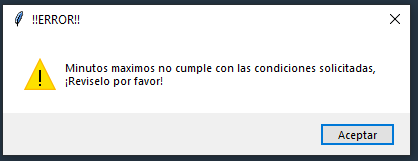 !!ERROR!!
Minutos maximos no cumple con las condiciones solicitadas,
¡Reviselo por favor!
Aceptar